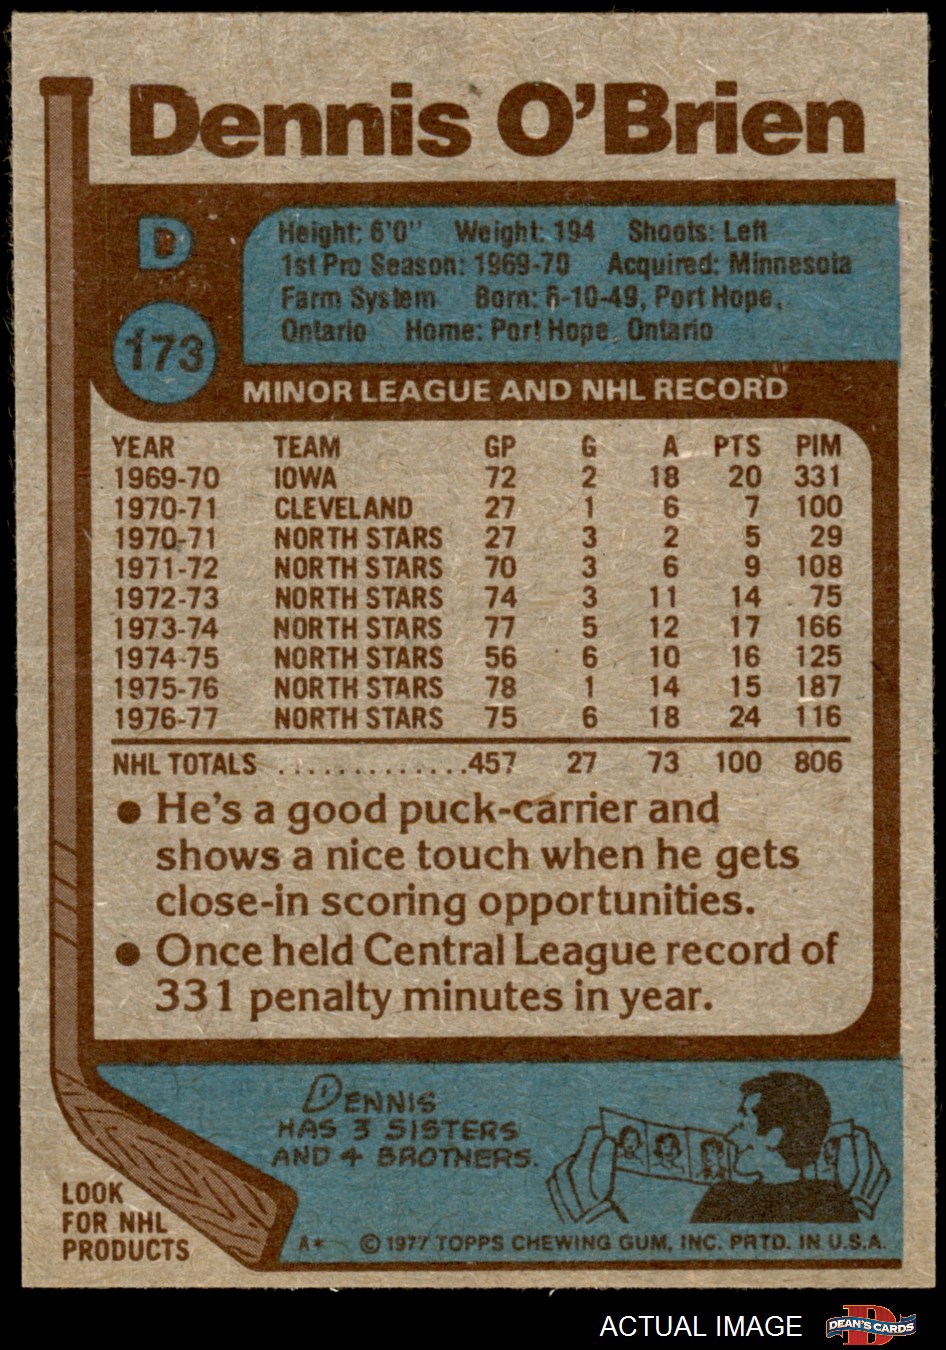 Dennis O'Brien
D
173
Height: 6'0" Weight: 194 Shoots: Left
1st Pro Season: 1969-70 Acquired: Minnesota
Farm System Born: 6-10-49, Port Hope,
Ontario Home: Port Hope, Ontario
MINOR LEAGUE AND NHL RECORD
YEAR TEAM GP G A PTS PIM
1969-70 IOWA 72 2 18 20 331
1970-71 CLEVELAND 27 1 6 7 100
1970-71 NORTH STARS 27 3 2 5 29
1971-72 NORTH STARS 70 3 6 9 108
1972-73 NORTH STARS 74 3 11 14 75
1973-74 NORTH STARS 77 5 12 17 166
1974-75 NORTH STARS 56 6 10 16 125
1975-76 NORTH STARS 78 1 14 15 187
1976-77 NORTH STARS 75 6 18 24 116
NHL TOTALS .............457 27 73 100 806
● He's a good puck-carrier and
shows a nice touch when he gets
close-in scoring opportunities.
● Once held Central League record of
331 penalty minutes in year.
DENNIS
HAS 3 SISTERS
AND 4 BROTHERS.
LOOK
FOR NHL
PRODUCTS
A* © 1977 TOPPS CHEWING GUM, INC. PRTD. IN U.S.A.
ACTUAL IMAGE
D
DEAN'S CARDS